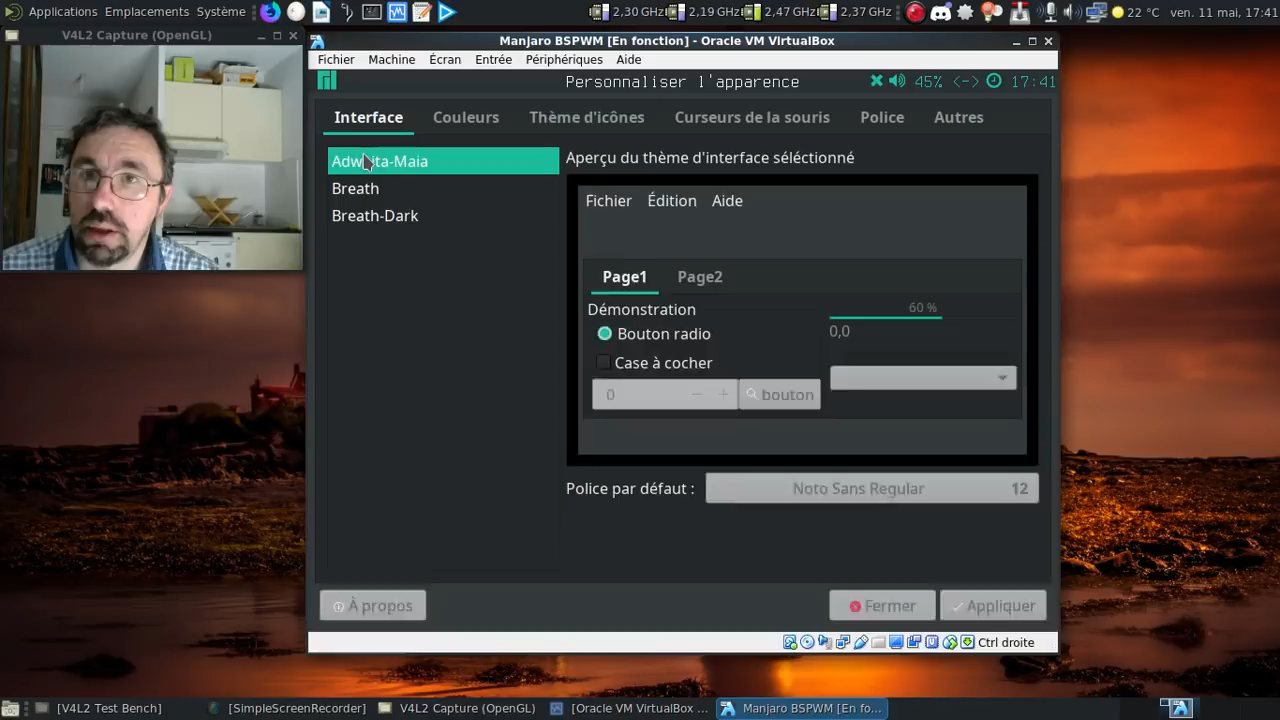 Applications Emplacements Système
2,30 GHz 2,19 GHz 2,47 GHz 2,37 GHz
22 °C ven. 11 mai, 17:41
V4L2 Capture (OpenGL)
Manjaro BSPWM [En fonction] - Oracle VM VirtualBox
Fichier Machine Écran Entrée Périphériques Aide
Personnaliser l'apparence
45% <-> 17:41
Interface Couleurs Thème d'icônes Curseurs de la souris Police Autres
Adwaita-Maia
Breath
Breath-Dark
Aperçu du thème d'interface séléctionné
Fichier Édition Aide
Page1 Page2
Démonstration
60 %
Bouton radio
0,0
Case à cocher
0 − +
bouton
Police par défaut :
Noto Sans Regular 12
À propos
Fermer
Appliquer
Ctrl droite
[V4L2 Test Bench]
[SimpleScreenRecorder]
V4L2 Capture (OpenGL)
[Oracle VM VirtualBox ...
Manjaro BSPWM [En fo...